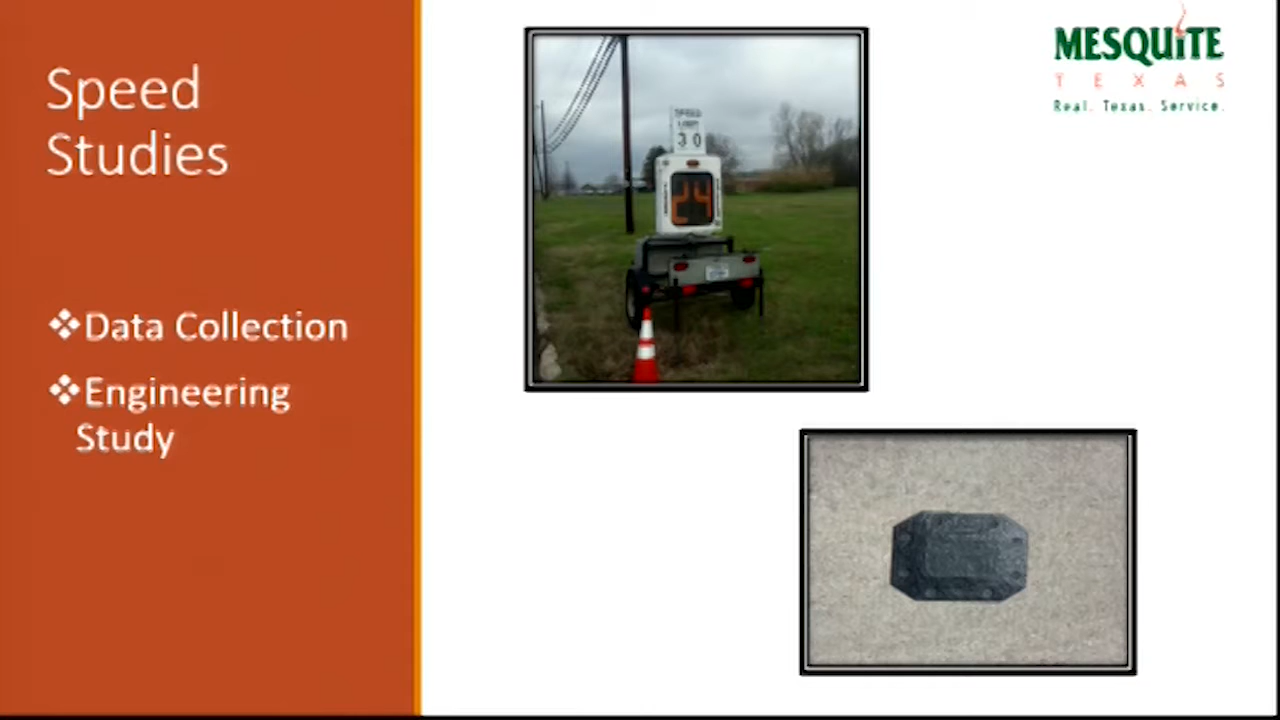 Speed
Studies
❖Data Collection
❖Engineering
Study
SPEED
LIMIT
30
24
MESQUiTE
TEXAS
Real. Texas. Service.